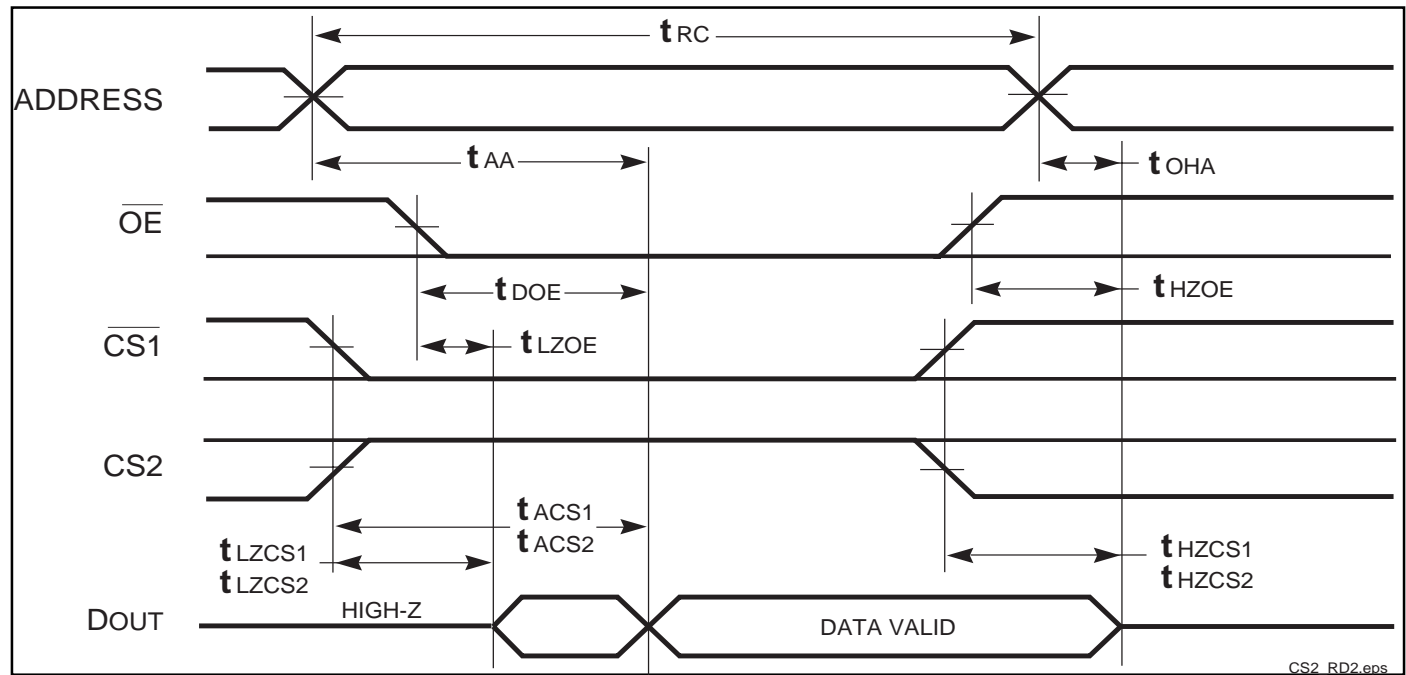 tRC
ADDRESS
tAA
tOHA
OE
tDOE
tHZOE
CS1
tLZOE
CS2
tACS1
tACS2
tLZCS1
tLZCS2
tHZCS1
tHZCS2
DOUT
HIGH-Z
DATA VALID
CS2_RD2.eps